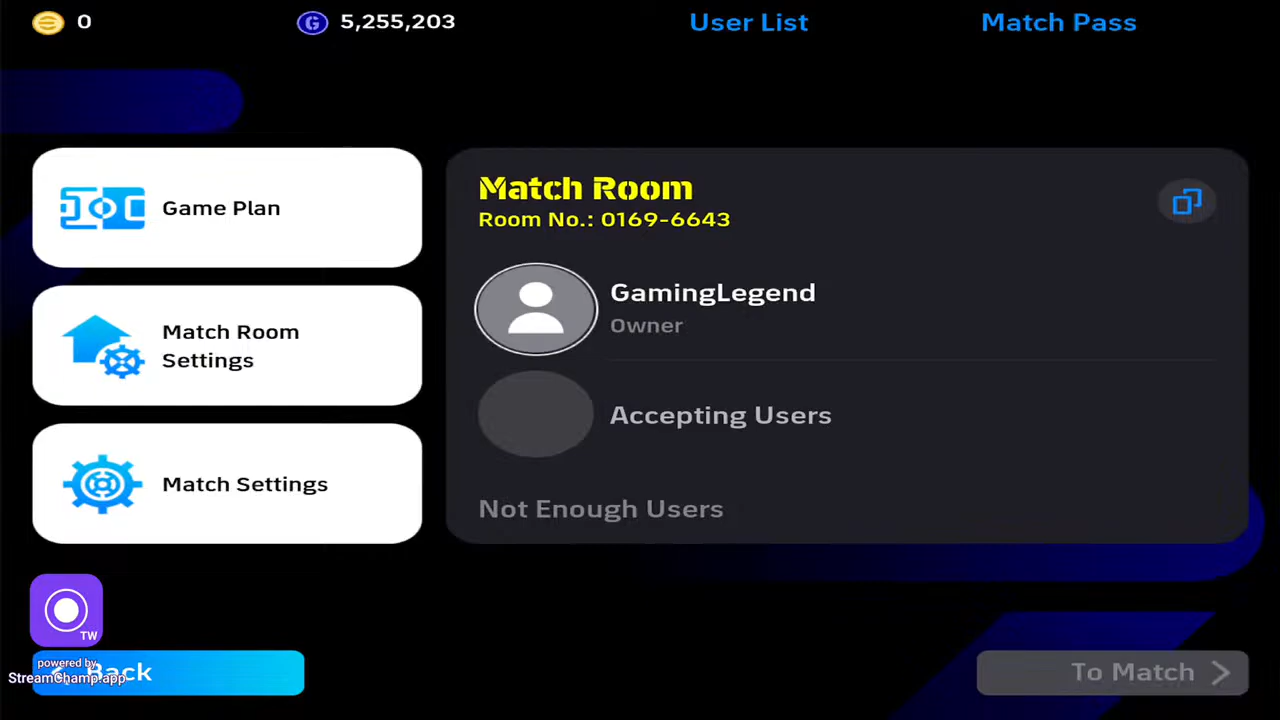 0
5,255,203
User List
Match Pass
Game Plan
Match Room
Settings
Match Settings
Match Room
Room No.: 0169-6643
GamingLegend
Owner
Accepting Users
Not Enough Users
TW
powered by
StreamChamp.app
Back
To Match